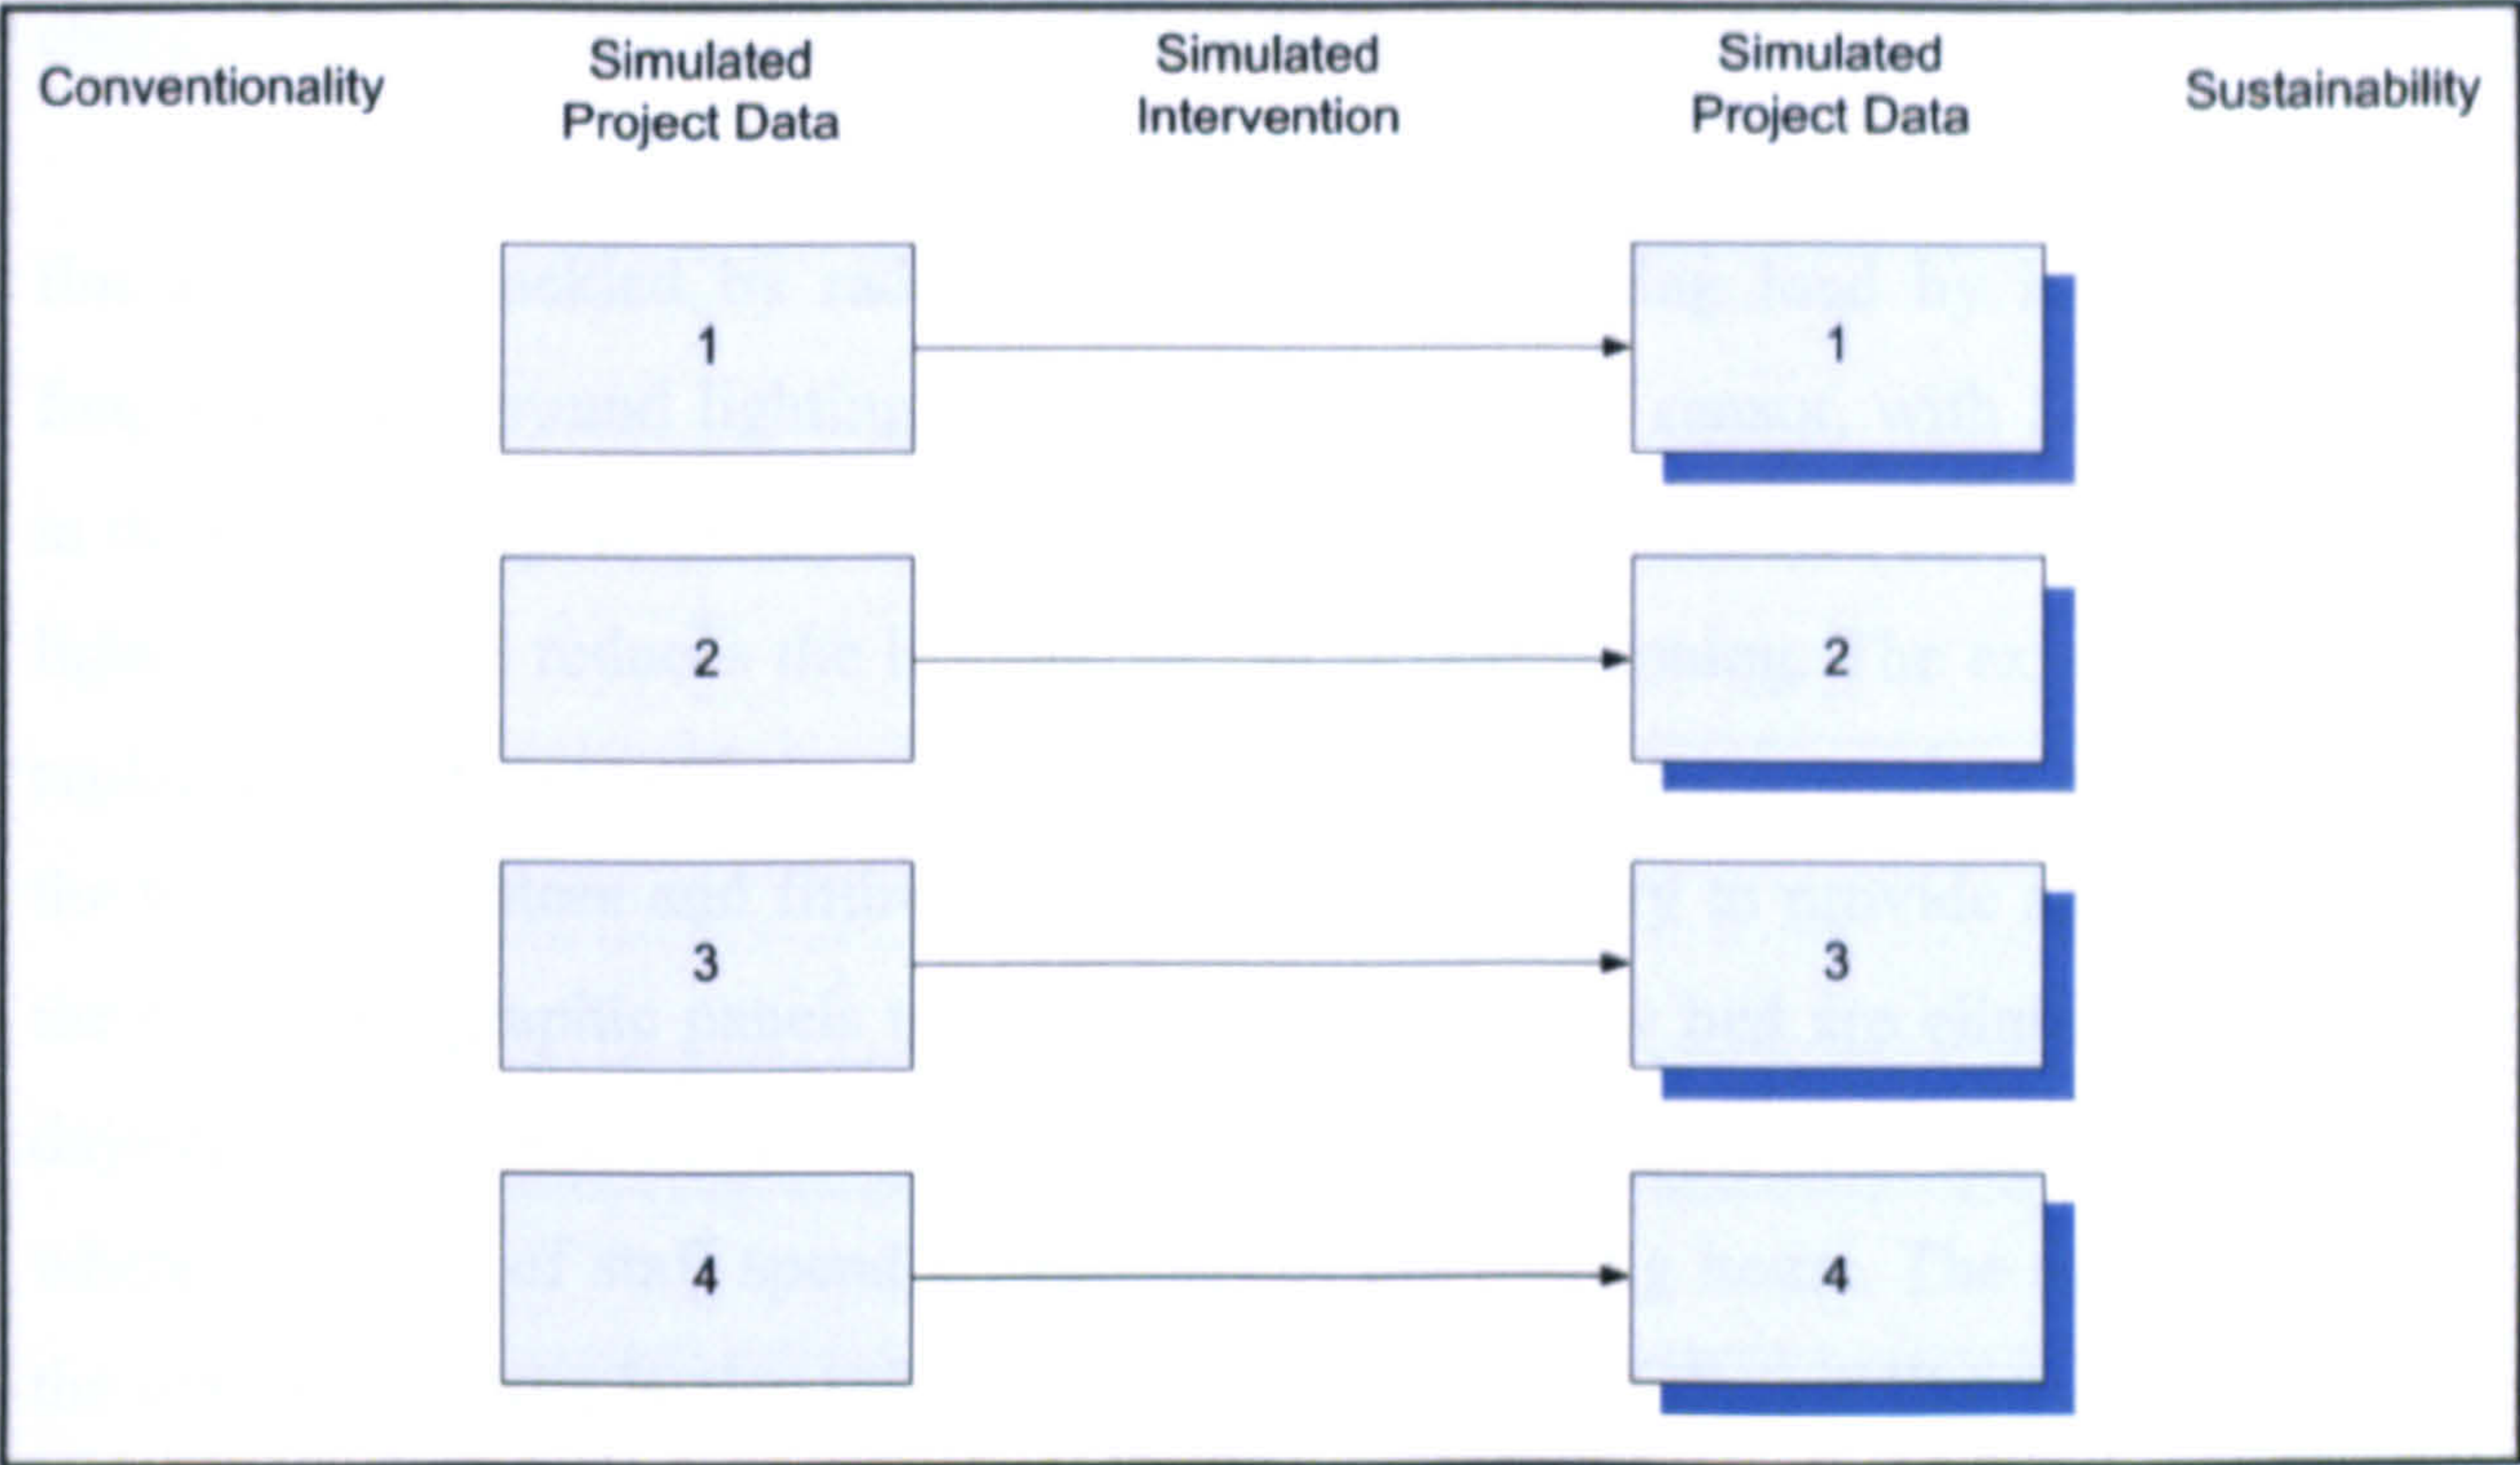 Conventionality
Simulated
Project Data
Simulated
Intervention
Simulated
Project Data
Sustainability
1
1
2
2
3
3
4
4